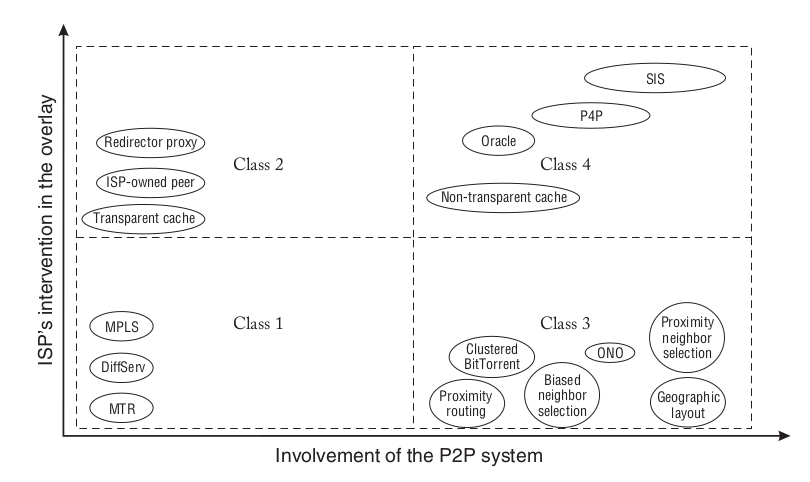 ISP's intervention in the overlay
SIS
P4P
Redirector proxy
Oracle
Class 2
Class 4
ISP-owned peer
Non-transparent cache
Transparent cache
MPLS
Class 1
Class 3
Proximity
neighbor
selection
Clustered
BitTorrent
ONO
DiffServ
Biased
neighbor
selection
Proximity
routing
Geographic
layout
MTR
Involvement of the P2P system